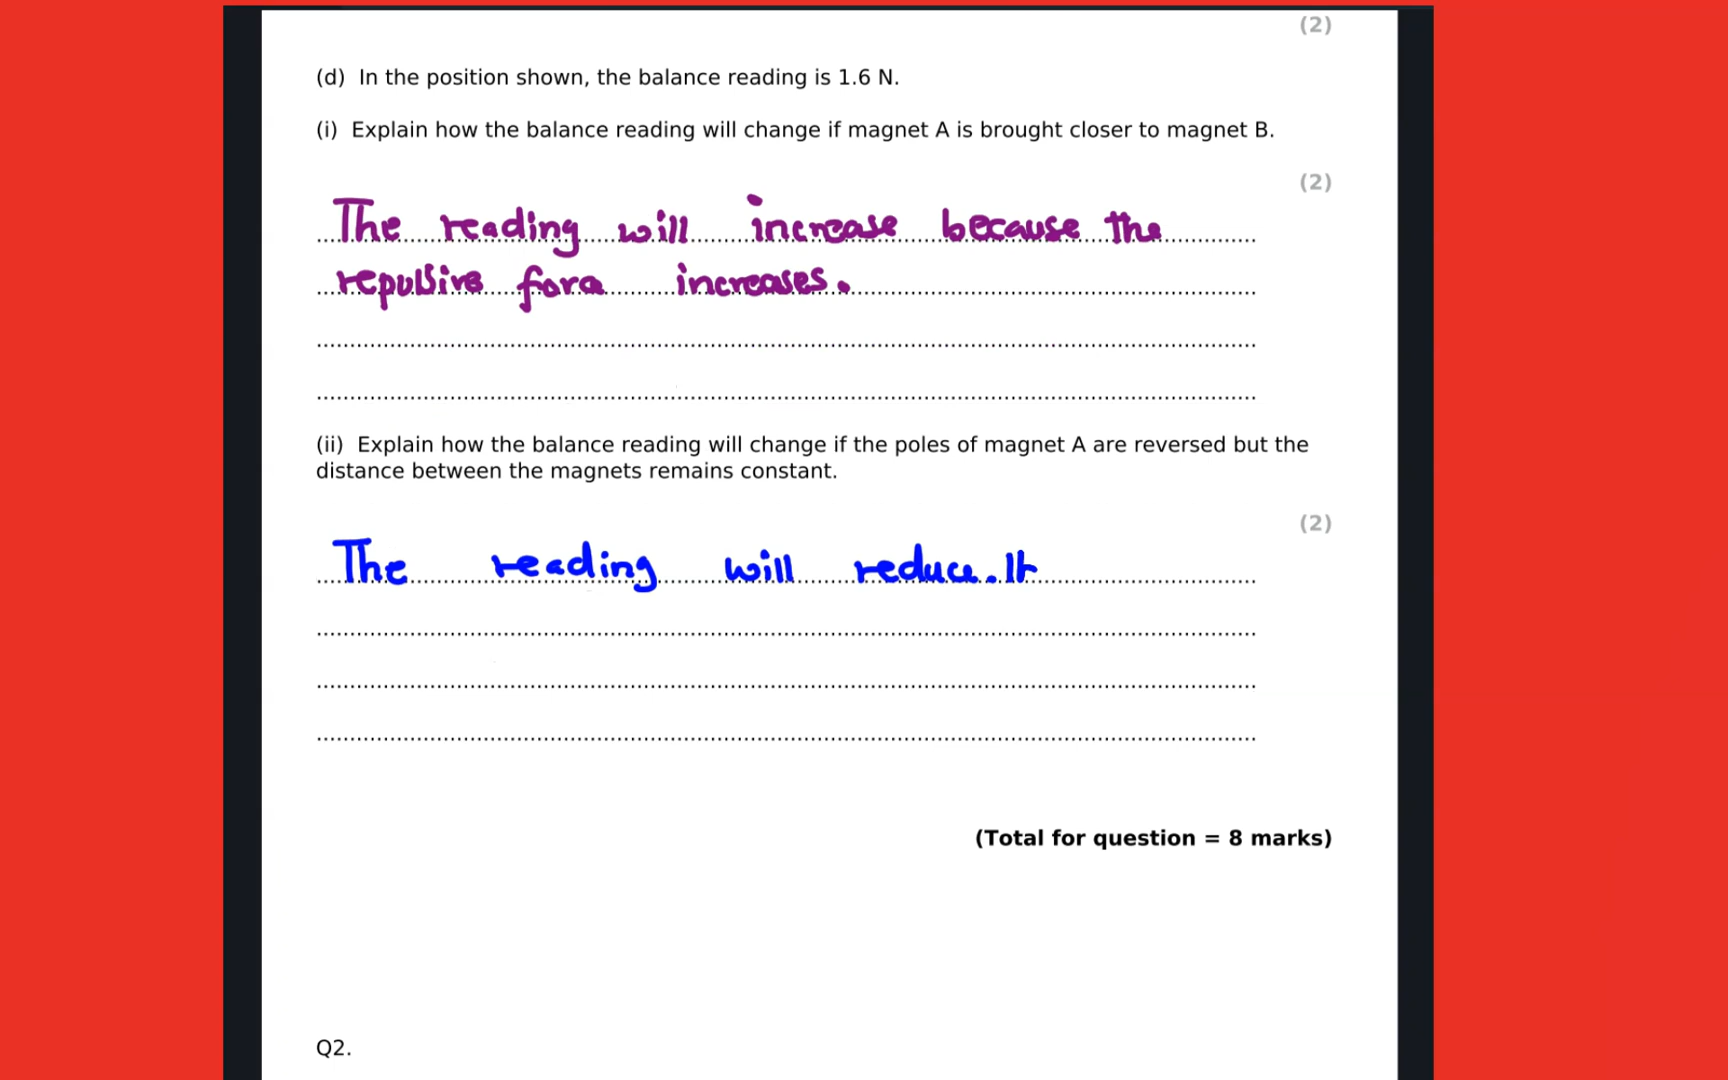 (2)
(d) In the position shown, the balance reading is 1.6 N.
(i) Explain how the balance reading will change if magnet A is brought closer to magnet B.
(2)
The reading will increase because the
repulsive force increases.
(ii) Explain how the balance reading will change if the poles of magnet A are reversed but the
distance between the magnets remains constant.
(2)
The reading will reduce. It
(Total for question = 8 marks)
Q2.